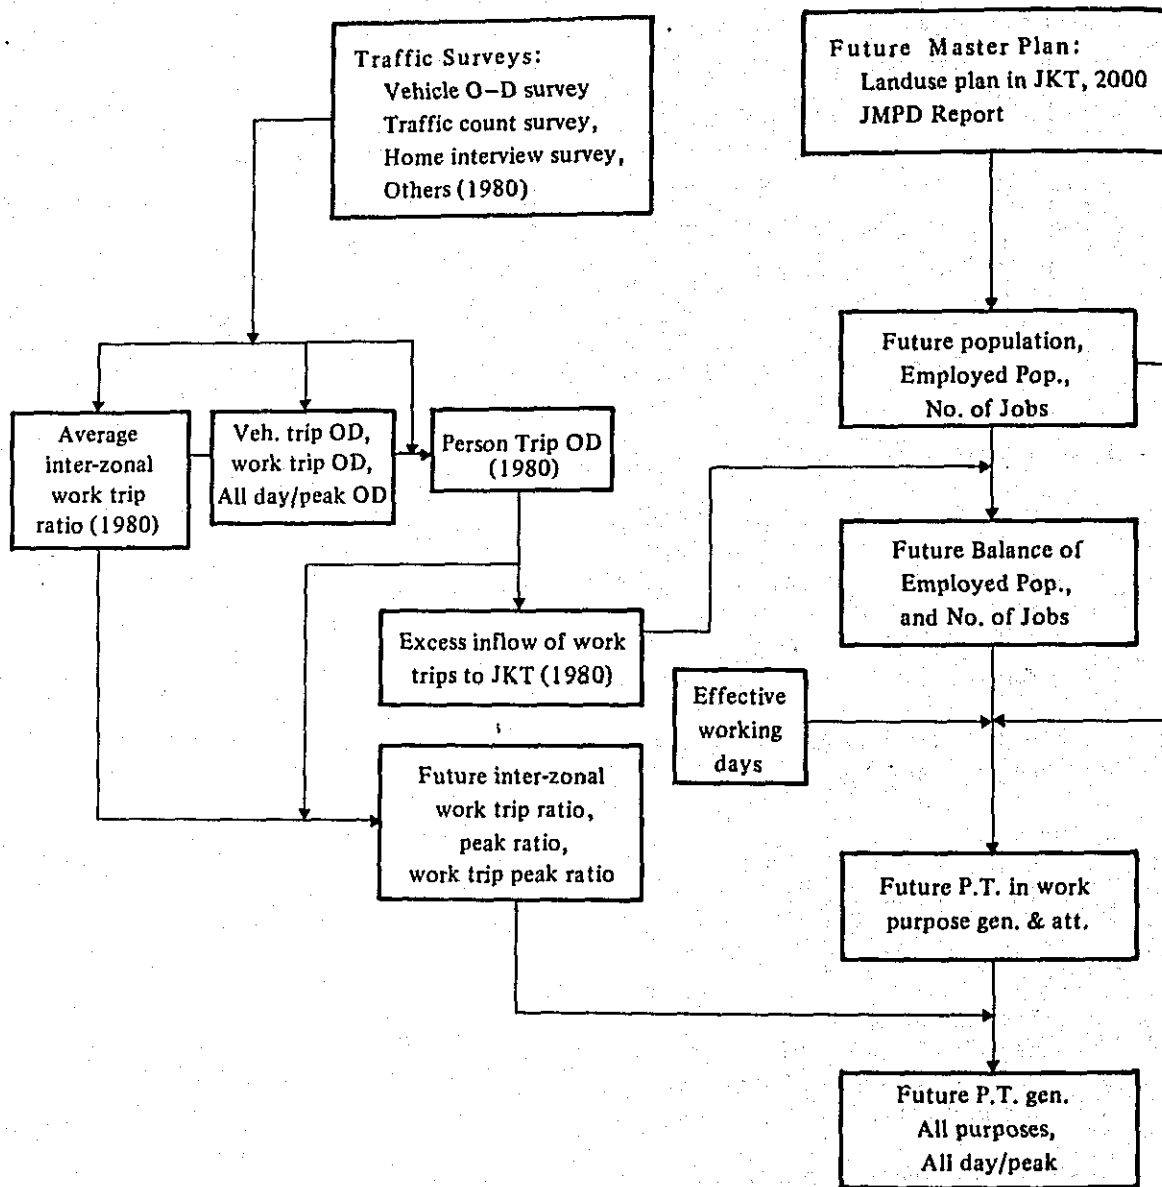 Traffic Surveys:
Vehicle O–D survey
Traffic count survey,
Home interview survey,
Others (1980)
Future Master Plan:
Landuse plan in JKT, 2000
JMPD Report
Future population,
Employed Pop.,
No. of Jobs
Average
inter-zonal
work trip
ratio (1980)
Veh. trip OD,
work trip OD,
All day/peak OD
Person Trip OD
(1980)
Future Balance of
Employed Pop.,
and No. of Jobs
Excess inflow of work
trips to JKT (1980)
Effective
working
days
Future inter-zonal
work trip ratio,
peak ratio,
work trip peak ratio
Future P.T. in work
purpose gen. & att.
Future P.T. gen.
All purposes,
All day/peak